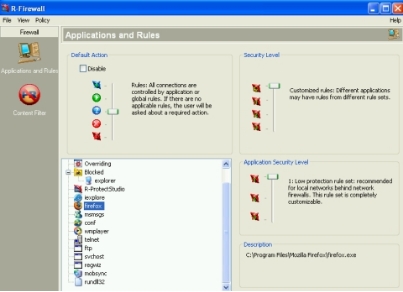 R-Firewall
File View Policy Help
Firewall
Applications and Rules
Content Filter
Applications and Rules
Default Action
Disable
Rules: All connections are
controlled by application or
global rules. If there are no
applicable rules, the user will be
asked about a required action.
Security Level
Customized rules: Different applications
may have rules from different rule sets.
Overriding
Blocked
explorer
R-ProtectStudio
iexplore
firefox
msmsgs
conf
wmplayer
telnet
ftp
svchost
regwiz
mobsync
rundll32
Application Security Level
1: Low protection rule set: recommended
for local networks behind network
firewalls. This rule set is completely
customizable.
Description
C:\Program Files\Mozilla Firefox\firefox.exe